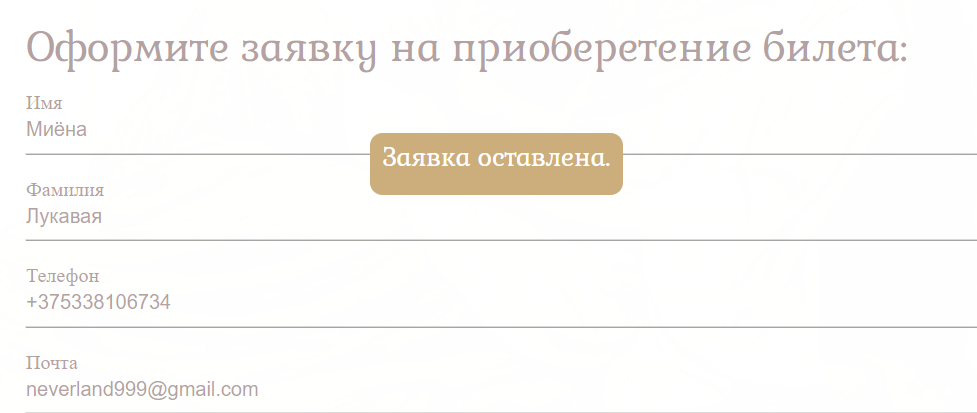 Оформите заявку на приоберетение билета:
Имя
Миёна
Заявка оставлена.
Фамилия
Лукавая
Телефон
+375338106734
Почта
neverland999@gmail.com